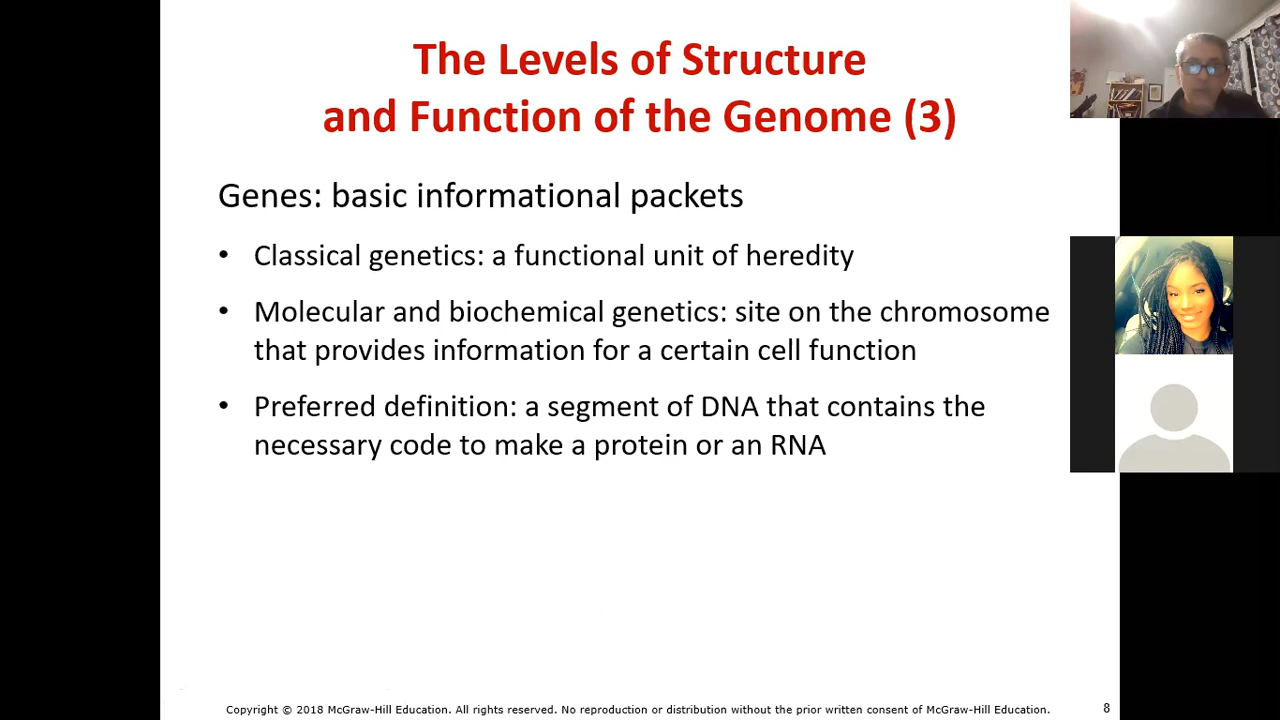 The Levels of Structure
and Function of the Genome (3)
Genes: basic informational packets
• Classical genetics: a functional unit of heredity
• Molecular and biochemical genetics: site on the chromosome
that provides information for a certain cell function
• Preferred definition: a segment of DNA that contains the
necessary code to make a protein or an RNA
Copyright © 2018 McGraw-Hill Education. All rights reserved. No reproduction or distribution without the prior written consent of McGraw-Hill Education.
8